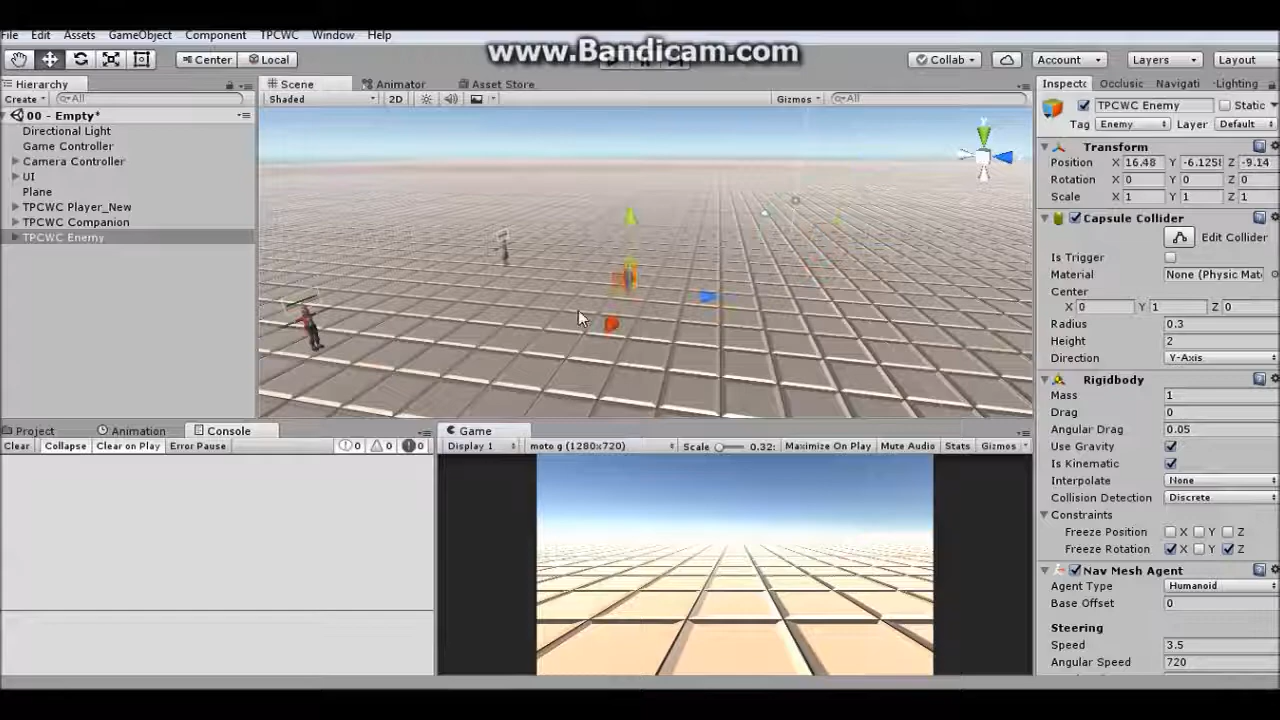 www.Bandicam.com
File Edit Assets GameObject Component TPCWC Window Help
Center Local Collab Account Layers Layout
Hierarchy
Create All
00 - Empty*
Directional Light
Game Controller
Camera Controller
UI
Plane
TPCWC Player_New
TPCWC Companion
TPCWC Enemy
Scene Animator Asset Store
Shaded 2D Gizmos All
y
Project Animation Console
Clear Collapse Clear on Play Error Pause 0 0 0
Game
Display 1 moto g (1280x720) Scale 0.32: Maximize On Play Mute Audio Stats Gizmos
Inspecto Occlusic Navigati Lighting
TPCWC Enemy Static
Tag Enemy Layer Default
Transform
Position X 16.48 Y -6.1258 Z -9.14
Rotation X 0 Y 0 Z 0
Scale X 1 Y 1 Z 1
Capsule Collider
Edit Collider
Is Trigger
Material None (Physic Mate
Center
X 0 Y 1 Z 0
Radius 0.3
Height 2
Direction Y-Axis
Rigidbody
Mass 1
Drag 0
Angular Drag 0.05
Use Gravity
Is Kinematic
Interpolate None
Collision Detection Discrete
Constraints
Freeze Position X Y Z
Freeze Rotation X Y Z
Nav Mesh Agent
Agent Type Humanoid
Base Offset 0
Steering
Speed 3.5
Angular Speed 720